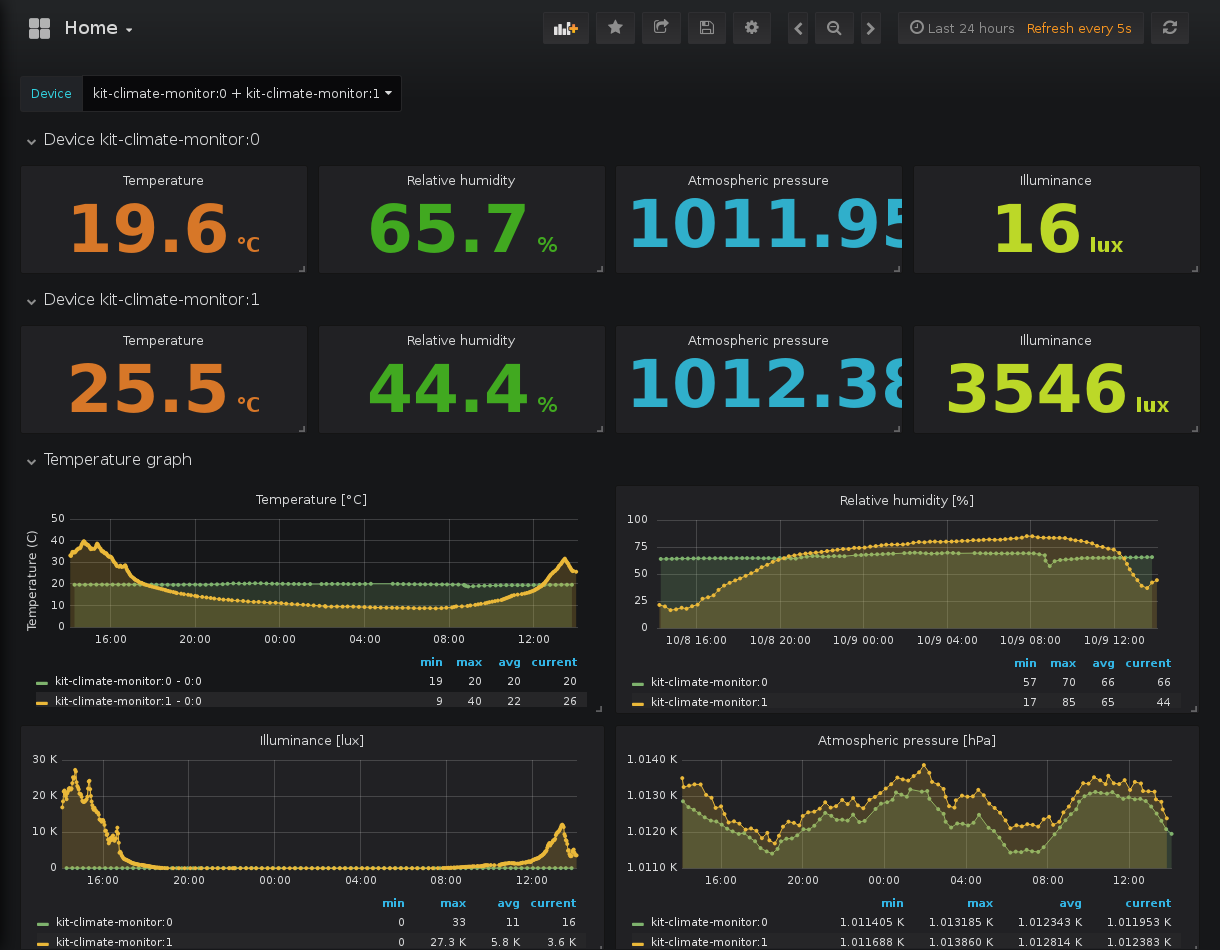 Home
Last 24 hours Refresh every 5s
Device kit-climate-monitor:0 + kit-climate-monitor:1
Device kit-climate-monitor:0
Temperature Relative humidity Atmospheric pressure Illuminance
19.6 °C 65.7 % 1011.95 16 lux
Device kit-climate-monitor:1
Temperature Relative humidity Atmospheric pressure Illuminance
25.5 °C 44.4 % 1012.38 3546 lux
Temperature graph
Temperature [°C]
Temperature (C)
50
40
30
20
10
0
16:00 20:00 00:00 04:00 08:00 12:00
min max avg current
kit-climate-monitor:0 - 0:0 19 20 20 20
kit-climate-monitor:1 - 0:0 9 40 22 26
Relative humidity [%]
100
75
50
25
0
10/8 16:00 10/8 20:00 10/9 00:00 10/9 04:00 10/9 08:00 10/9 12:00
min max avg current
kit-climate-monitor:0 57 70 66 66
kit-climate-monitor:1 17 85 65 44
Illuminance [lux]
30 K
20 K
10 K
0
16:00 20:00 00:00 04:00 08:00 12:00
min max avg current
kit-climate-monitor:0 0 33 11 16
kit-climate-monitor:1 0 27.3 K 5.8 K 3.6 K
Atmospheric pressure [hPa]
1.0140 K
1.0130 K
1.0120 K
1.0110 K
16:00 20:00 00:00 04:00 08:00 12:00
min max avg current
kit-climate-monitor:0 1.011405 K 1.013185 K 1.012343 K 1.011953 K
kit-climate-monitor:1 1.011688 K 1.013860 K 1.012814 K 1.012383 K